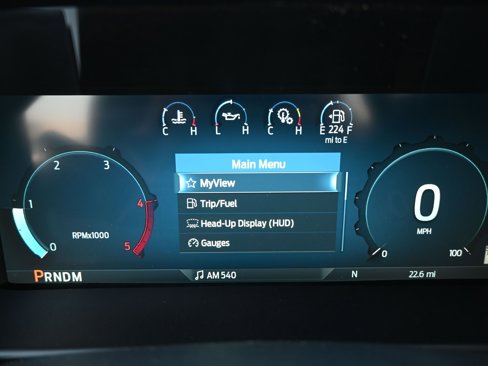 C H
L H
C H
E 224 F
mi to E
Main Menu
MyView
Trip/Fuel
Head-Up Display (HUD)
Gauges
0 1 2 3 4 5
RPMx1000
0
MPH
0 100
PRNDM
AM 540
N
22.6 mi